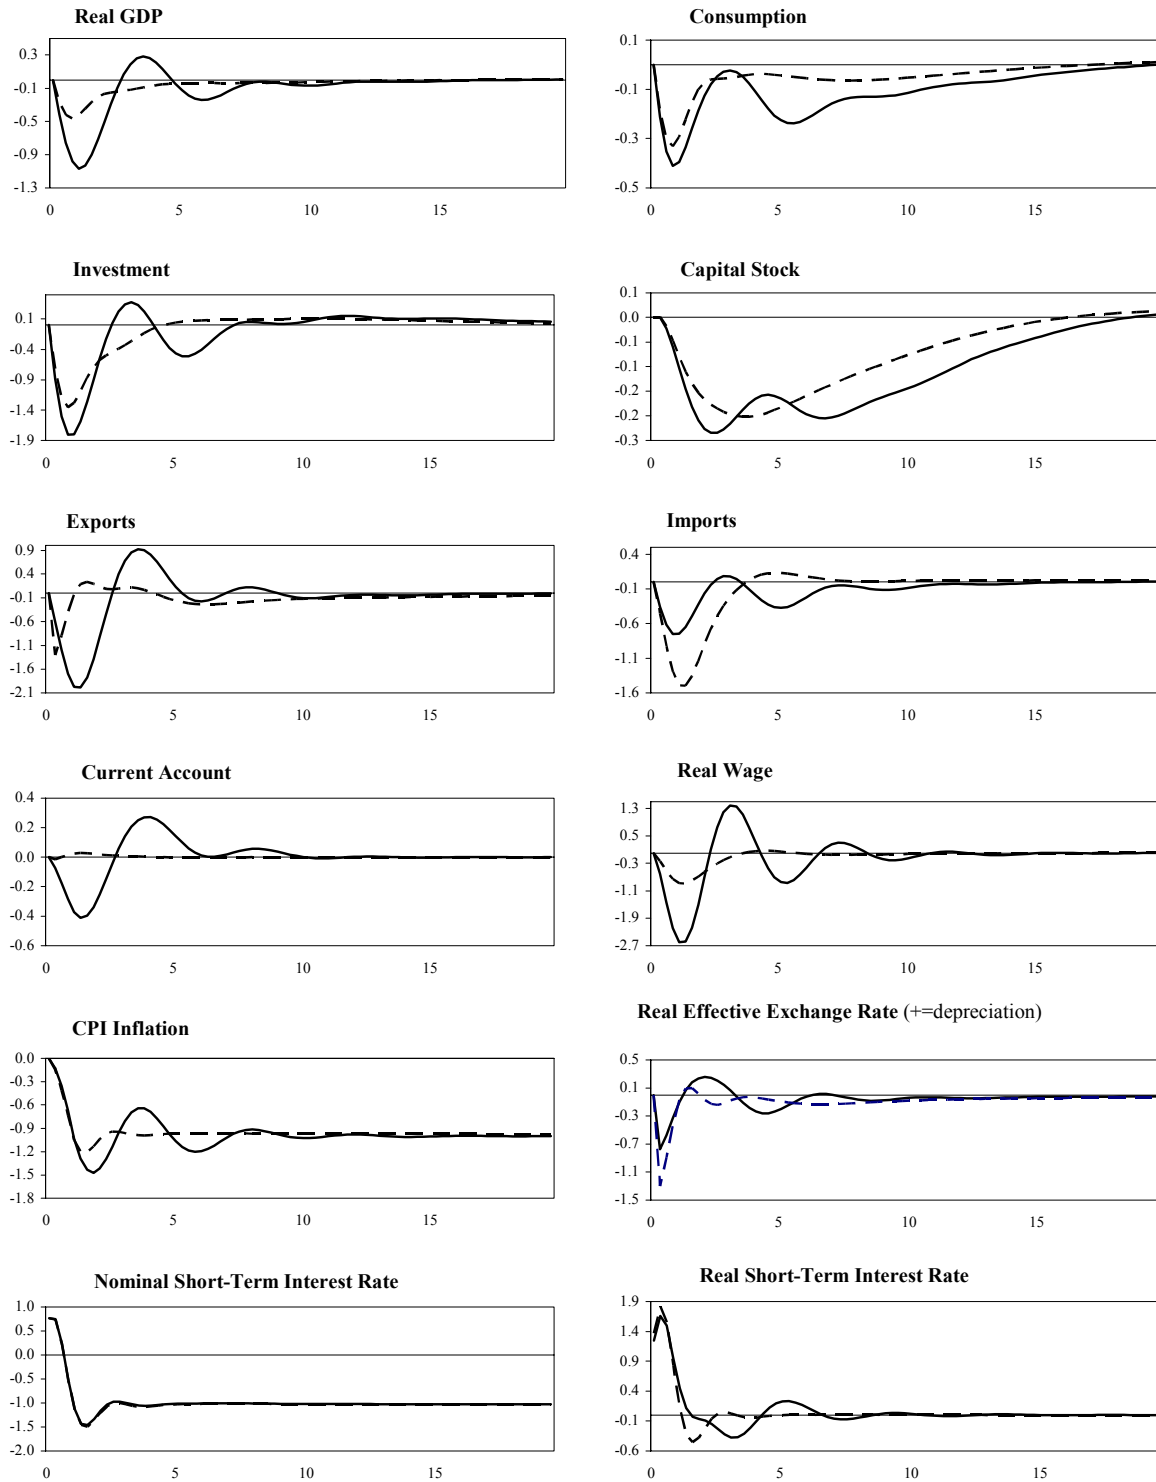 Real GDP
0.3
-0.1
-0.5
-0.9
-1.3
0 5 10 15
Consumption
0.1
-0.1
-0.3
-0.5
0 5 10 15
Investment
0.1
-0.4
-0.9
-1.4
-1.9
0 5 10 15
Capital Stock
0.1
0.0
-0.1
-0.1
-0.2
-0.2
-0.3
0 5 10 15
Exports
0.9
0.4
-0.1
-0.6
-1.1
-1.6
-2.1
0 5 10 15
Imports
0.4
-0.1
-0.6
-1.1
-1.6
0 5 10 15
Current Account
0.4
0.2
0.0
-0.2
-0.4
-0.6
0 5 10 15
Real Wage
1.3
0.5
-0.3
-1.1
-1.9
-2.7
0 5 10 15
CPI Inflation
0.0
-0.3
-0.6
-0.9
-1.2
-1.5
-1.8
0 5 10 15
Real Effective Exchange Rate (+=depreciation)
0.5
0.1
-0.3
-0.7
-1.1
-1.5
0 5 10 15
Nominal Short-Term Interest Rate
1.0
0.5
0.0
-0.5
-1.0
-1.5
-2.0
0 5 10 15
Real Short-Term Interest Rate
1.9
1.4
0.9
0.4
-0.1
-0.6
0 5 10 15